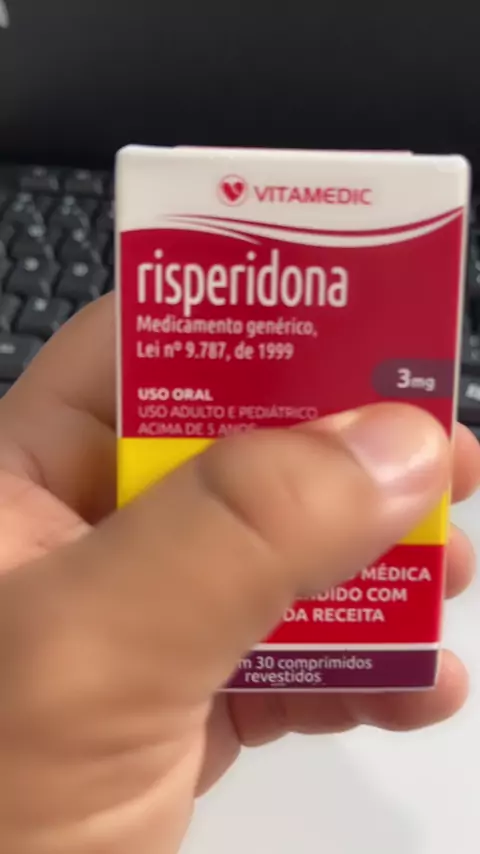 VITAMEDIC
risperidona
Medicamento genérico,
Lei nº 9.787, de 1999
3mg
USO ORAL
USO ADULTO E PEDIÁTRICO
ACIMA DE 5 ANOS
MÉDICA
COM
DA RECEITA
30 comprimidos
revestidos